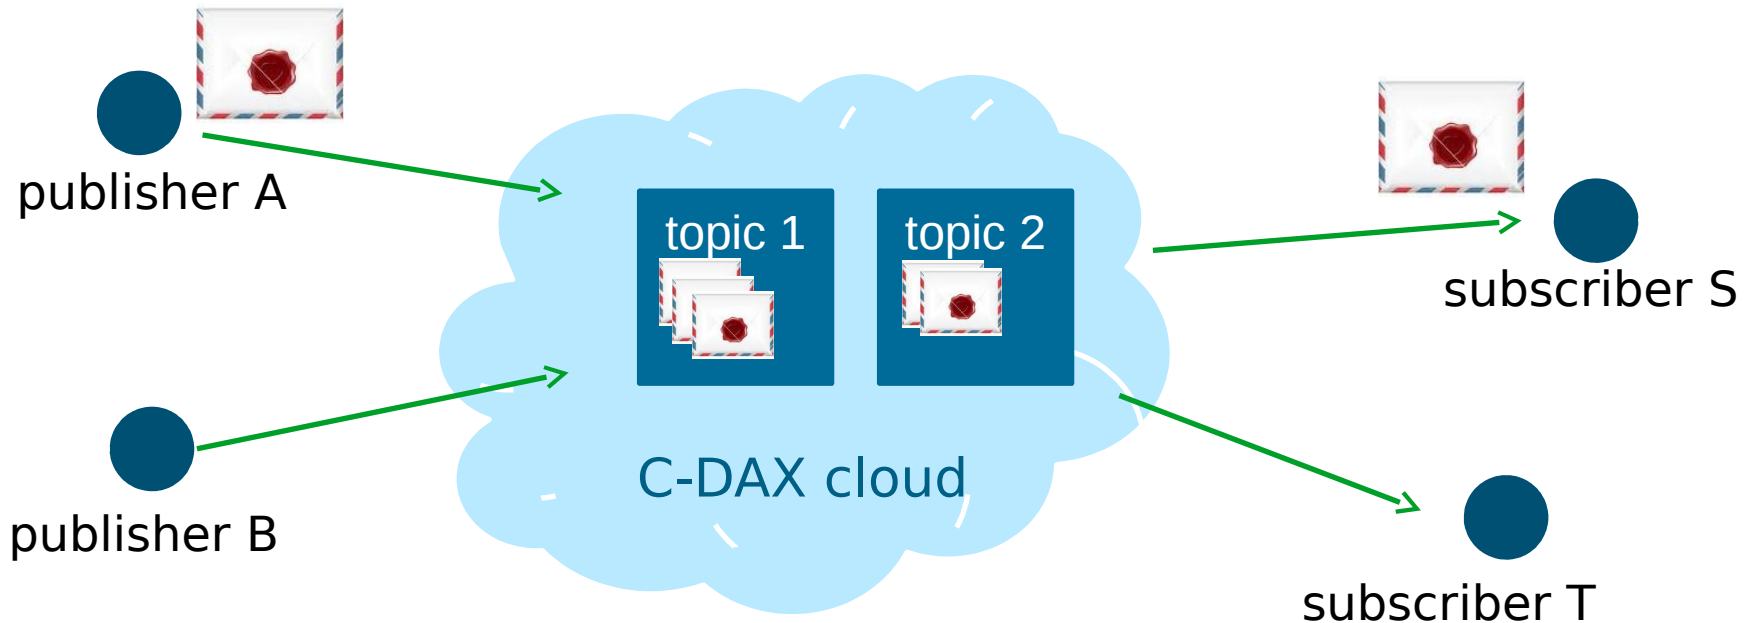 publisher A
topic 1
topic 2
subscriber S
C-DAX cloud
publisher B
subscriber T